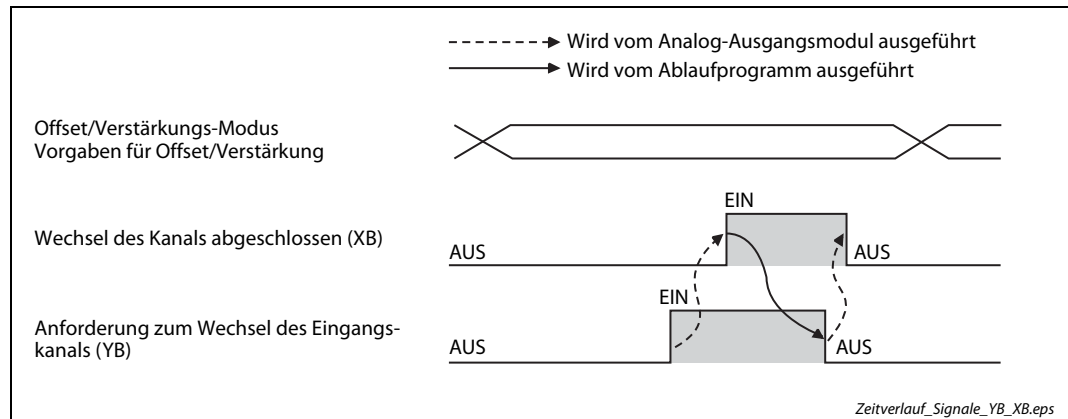 Wird vom Analog-Ausgangsmodul ausgeführt
Wird vom Ablaufprogramm ausgeführt
Offset/Verstärkungs-Modus
Vorgaben für Offset/Verstärkung
EIN
Wechsel des Kanals abgeschlossen (XB)
AUS
AUS
EIN
Anforderung zum Wechsel des Eingangs-
kanals (YB)
AUS
AUS
Zeitverlauf_Signale_YB_XB.eps